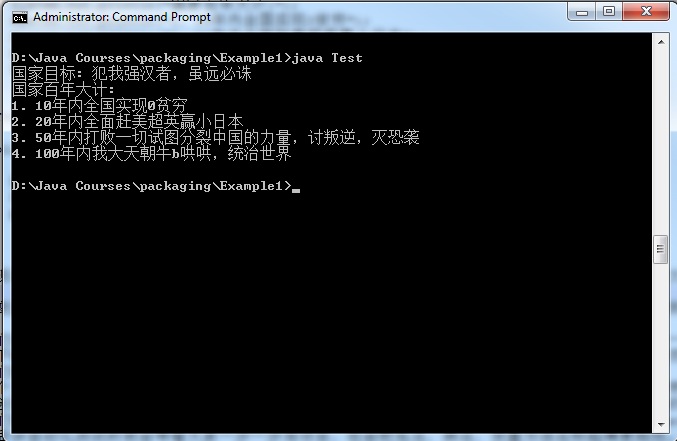 Administrator: Command Prompt
D:\Java Courses\packaging\Example1>java Test
国家目标：犯我强汉者，虽远必诛
国家百年大计：
1. 10年内全国实现0贫穷
2. 20年内全面赶美超英赢小日本
3. 50年内打败一切试图分裂中国的力量，讨叛逆，灭恐袭
4. 100年内我大天朝牛b哄哄，统治世界
D:\Java Courses\packaging\Example1>